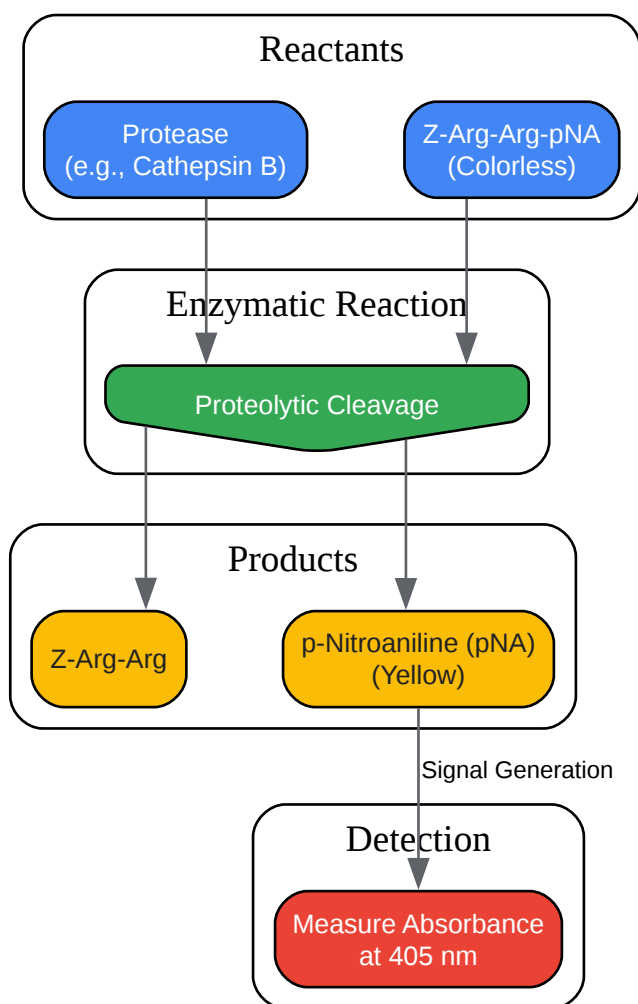 Reactants
Protease
(e.g., Cathepsin B)
Z-Arg-Arg-pNA
(Colorless)
Enzymatic Reaction
Proteolytic Cleavage
Products
Z-Arg-Arg
p-Nitroaniline (pNA)
(Yellow)
Signal Generation
Detection
Measure Absorbance
at 405 nm